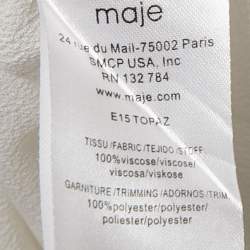 maje
24 rue du Mail-75002 Paris
SMCP USA, Inc
RN 132 784
www.maje.com
E15 TOPAZ
TISSU/FABRIC/TEJIDO/STOFF:
100%viscose/viscose/
viscosa/viskose
GARNITURE/TRIMMING/ADORNOS/TRIM
100%polyester/polyester/
poliester/polyester